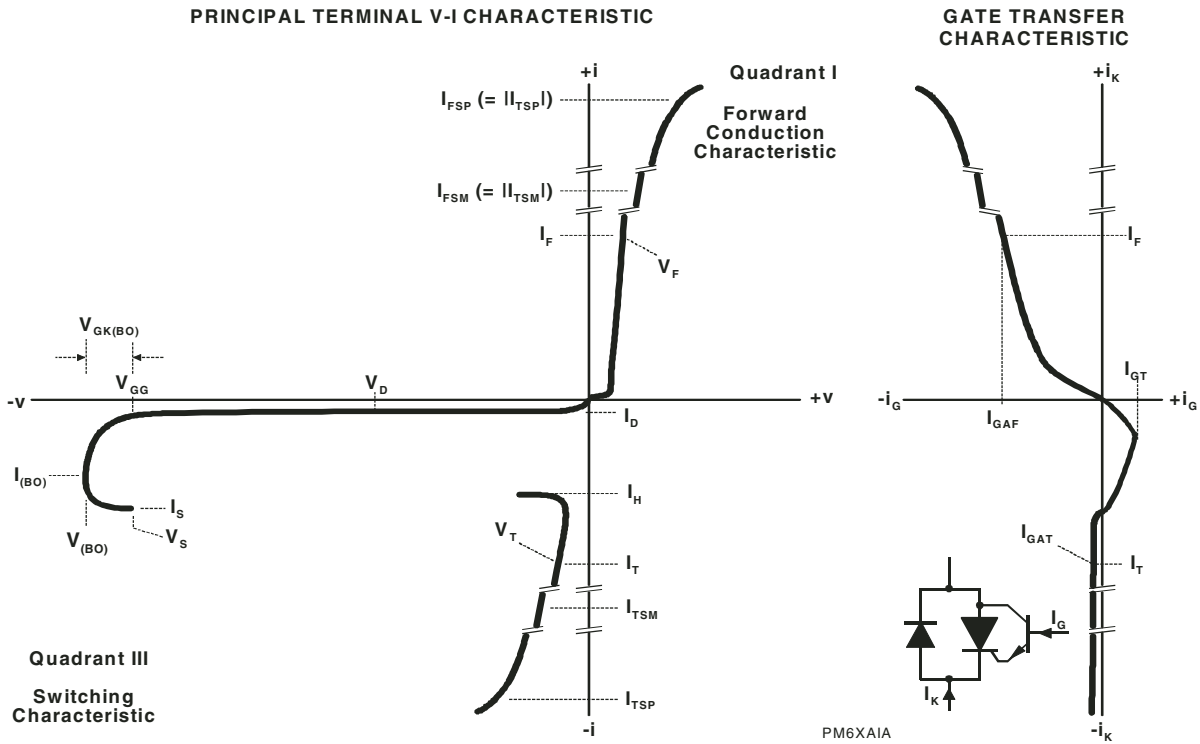 PRINCIPAL TERMINAL V-I CHARACTERISTIC
GATE TRANSFER
CHARACTERISTIC
+i
Quadrant I
IFSP (= |ITSP|)
Forward
Conduction
Characteristic
IFSM (= |ITSM|)
IF
VF
VGK(BO)
VGG
VD
-v
+v
ID
I(BO)
IS
V(BO)
VS
IH
VT
IT
ITSM
Quadrant III
Switching
Characteristic
ITSP
-i
+iK
IF
IGT
-iG
+iG
IGAF
IGAT
IT
IG
IK
PM6XAIA
-iK